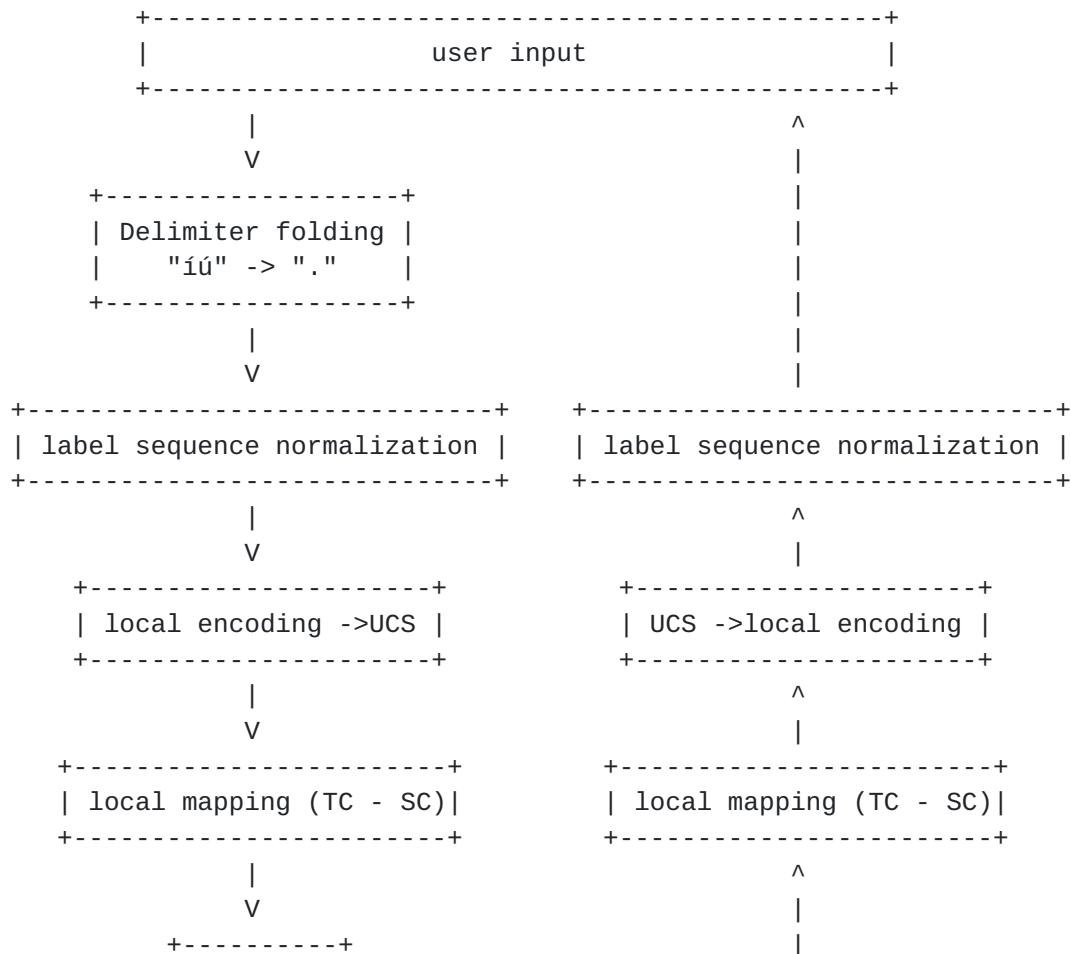 +-----------------------------------------------+
|                  user input                   |
+-----------------------------------------------+
|                                  ^
V                                  |
+-------------------+                        |
| Delimiter folding |                        |
|    "íú" -> "."    |                        |
+-------------------+                        |
|                                  |
V                                  |
+------------------------------+    +------------------------------+
| label sequence normalization |    | label sequence normalization |
+------------------------------+    +------------------------------+
|                                  ^
V                                  |
+----------------------+           +----------------------+
| local encoding ->UCS |           | UCS ->local encoding |
+----------------------+           +----------------------+
|                                  ^
V                                  |
+------------------------+         +------------------------+
| local mapping (TC - SC)|         | local mapping (TC - SC)|
+------------------------+         +------------------------+
|                                  ^
V                                  |
+----------+                            |